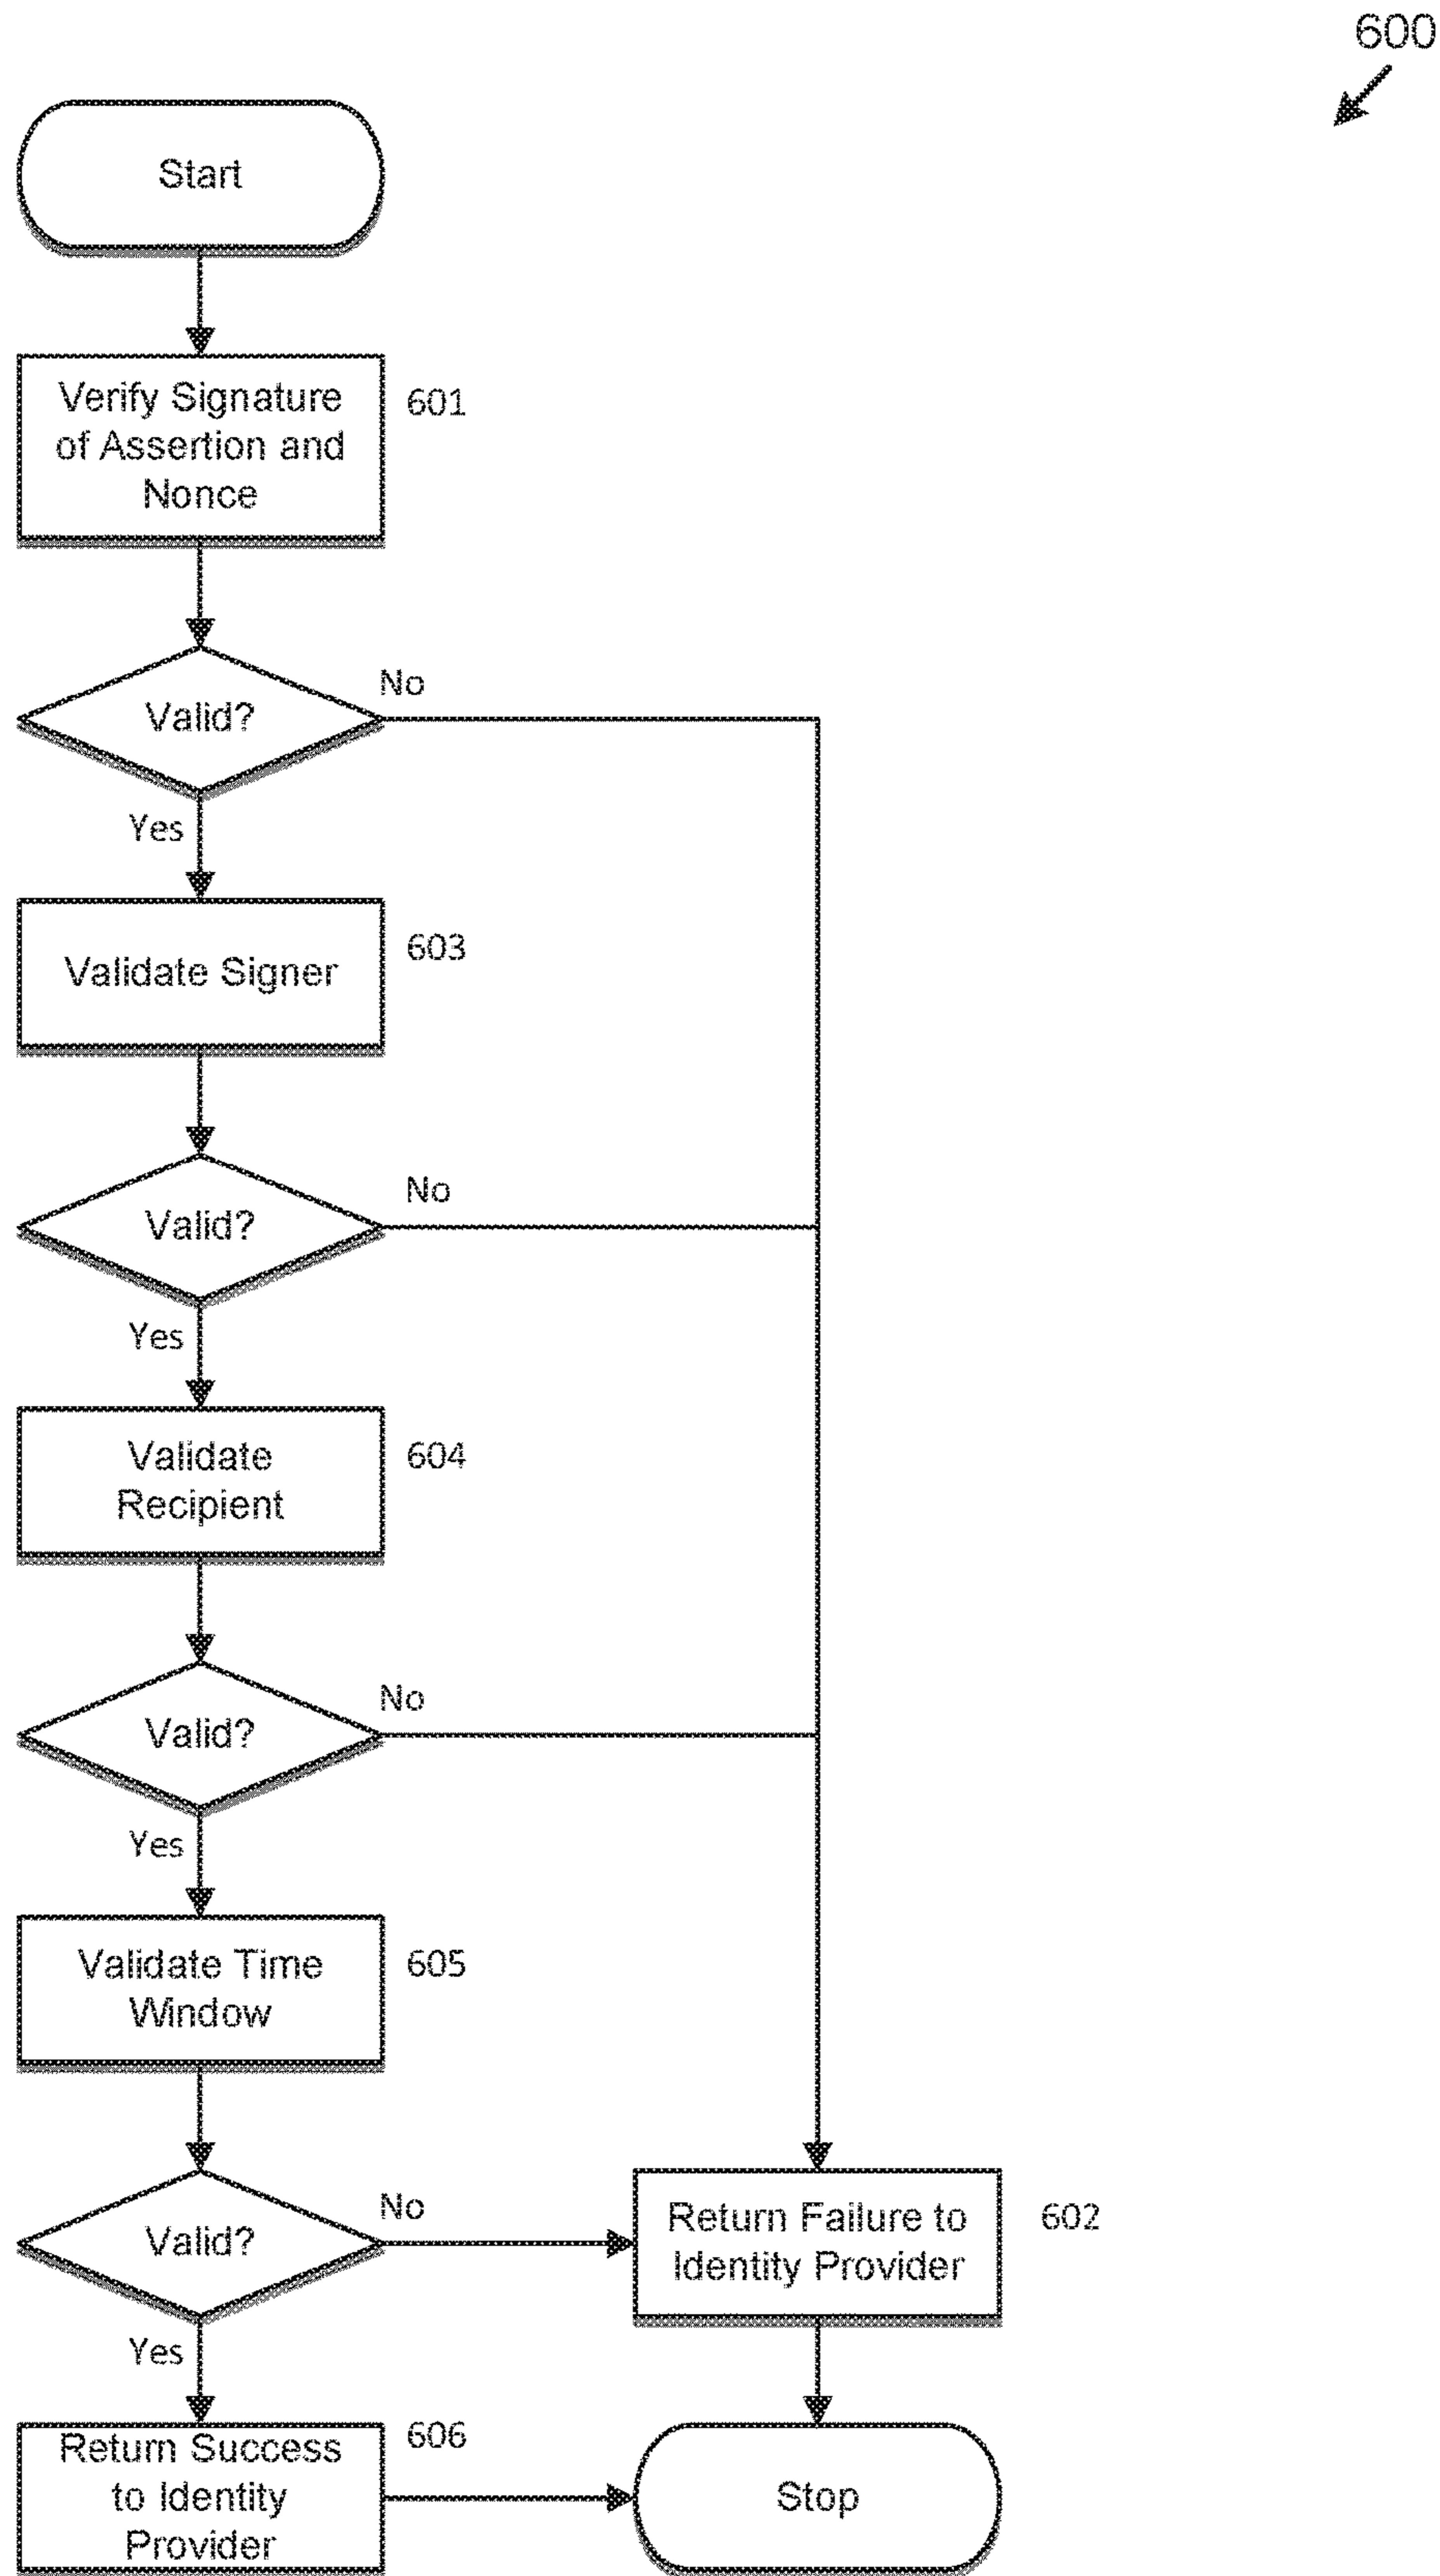 600
Start
Verify Signature
of Assertion and
Nonce
601
Valid?
No
Yes
Validate Signer
603
Valid?
No
Yes
Validate
Recipient
604
Valid?
No
Yes
Validate Time
Window
605
Valid?
No
Return Failure to
Identity Provider
602
Yes
Return Success
to Identity
Provider
606
Stop